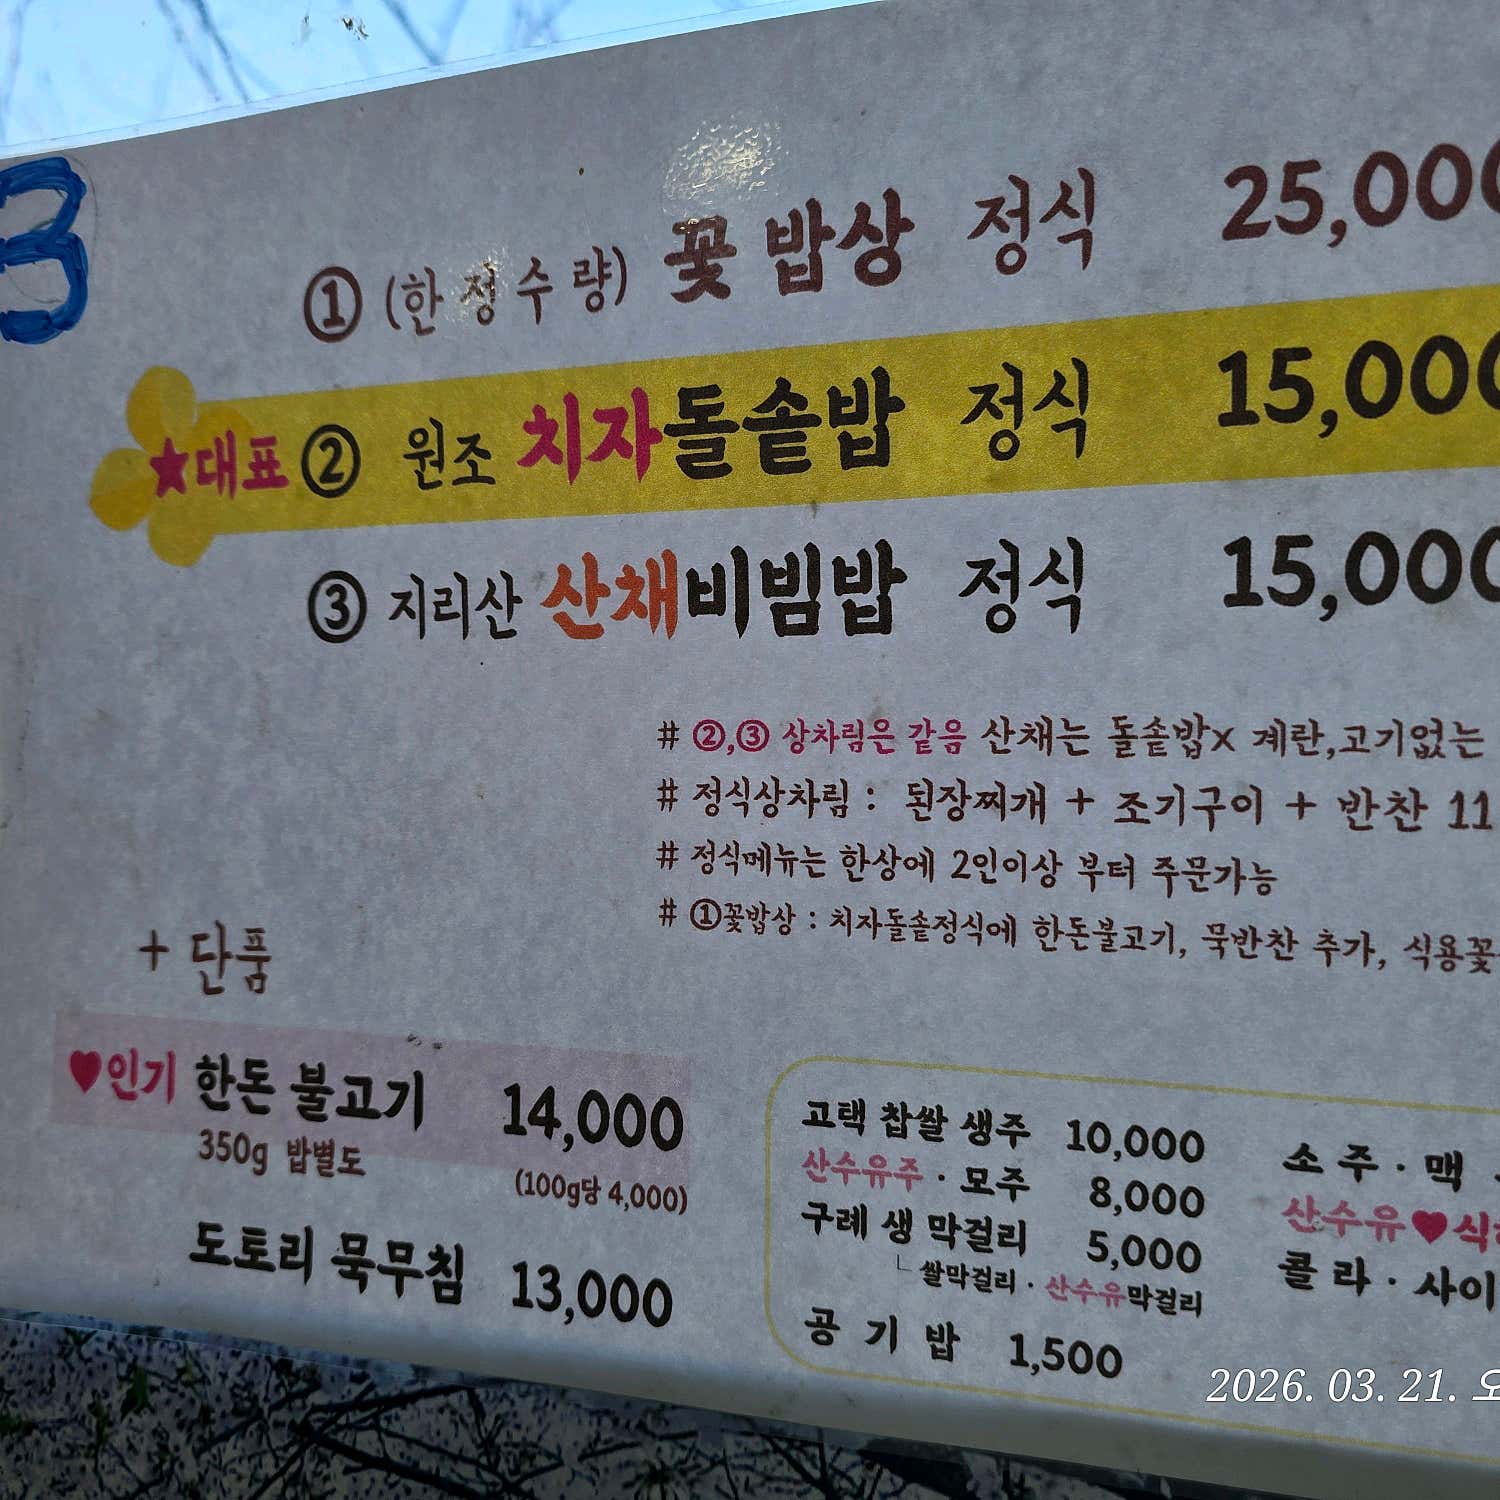 3
① (한정수량) 꽃 밥상 정식 25,000
★대표 ② 원조 치자돌솥밥 정식 15,000
③ 지리산 산채비빔밥 정식 15,000
# ②,③ 상차림은 같음 산채는 돌솥밥x 계란,고기없는
# 정식상차림 : 된장찌개 + 조기구이 + 반찬 11
# 정식메뉴는 한상에 2인이상 부터 주문가능
# ①꽃밥상 : 치자돌솥정식에 한돈불고기, 묵반찬 추가, 식용꽃
+ 단품
♥인기 한돈 불고기 14,000
350g 밥별도 (100g당 4,000)
도토리 묵무침 13,000
고택 찹쌀 생주 10,000
산수유주 · 모주 8,000
구례 생 막걸리 5,000
└ 쌀막걸리 · 산수유막걸리
공 기 밥 1,500
소 주 · 맥
산수유♥식
콜 라 · 사이
2026. 03. 21. 오